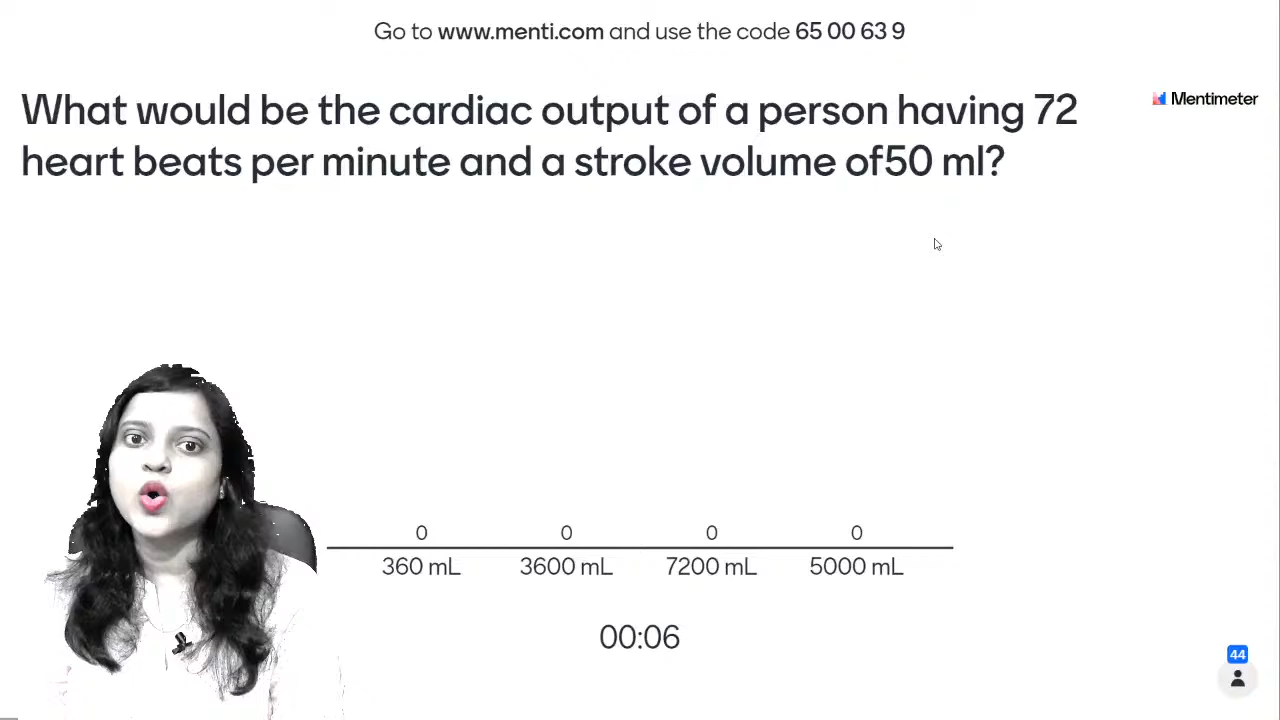 Go to www.menti.com and use the code 65 00 63 9
What would be the cardiac output of a person having 72
heart beats per minute and a stroke volume of50 ml?
Mentimeter
0 0 0 0
360 mL 3600 mL 7200 mL 5000 mL
00:06
44